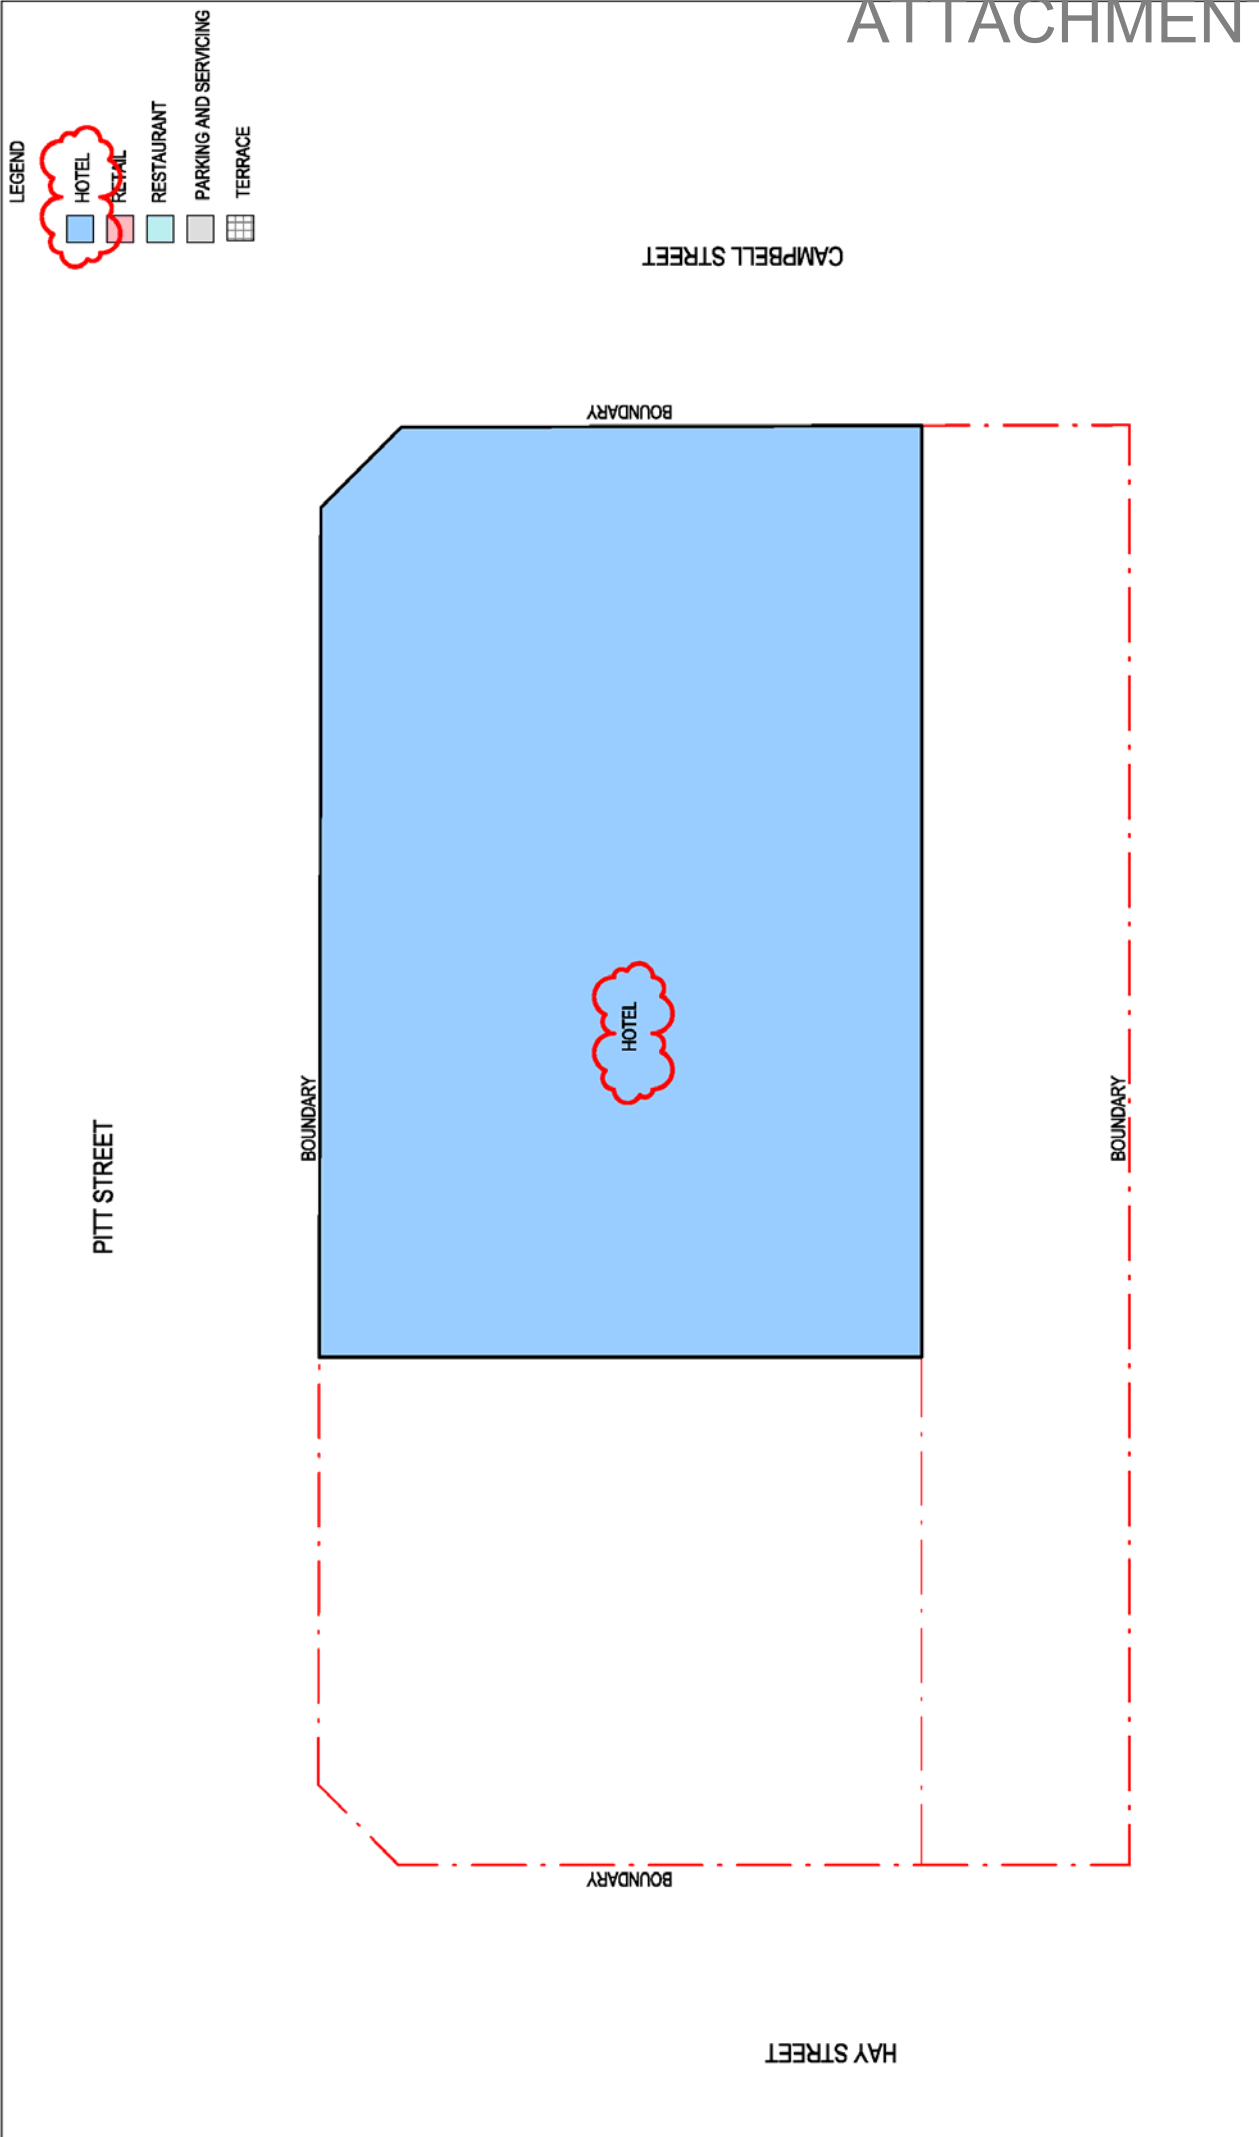 ATTACHMEN
LEGEND
HOTEL
RETAIL
RESTAURANT
PARKING AND SERVICING
TERRACE
CAMPBELL STREET
BOUNDARY
HOTEL
BOUNDARY
PITT STREET
BOUNDARY
BOUNDARY
HAY STREET